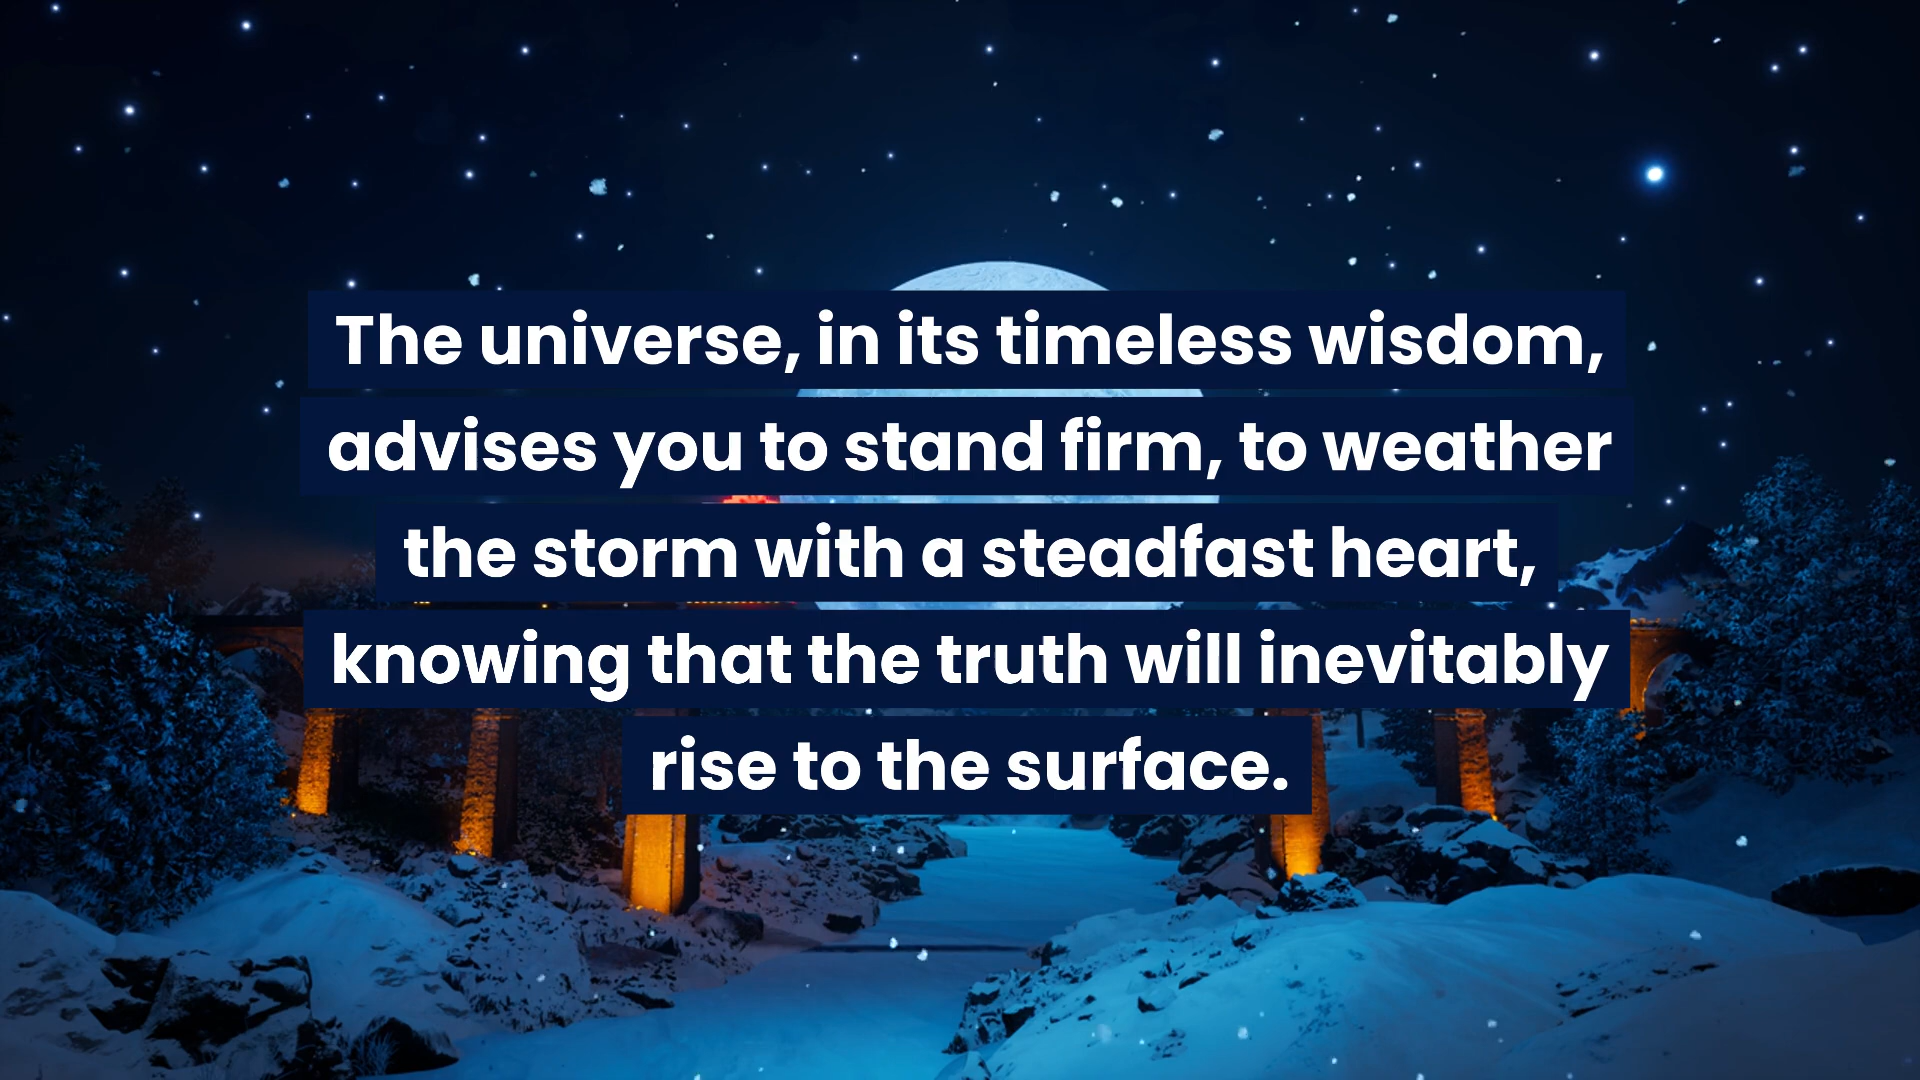 The universe, in its timeless wisdom,
advises you to stand firm, to weather
the storm with a steadfast heart,
knowing that the truth will inevitably
rise to the surface.